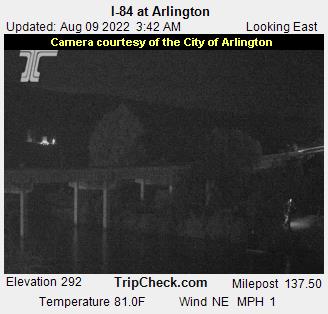 I-84 at Arlington
Updated: Aug 09 2022 3:42 AM Looking East
Camera courtesy of the City of Arlington
Elevation 292 TripCheck.com Milepost 137.50
Temperature 81.0F Wind NE MPH 1